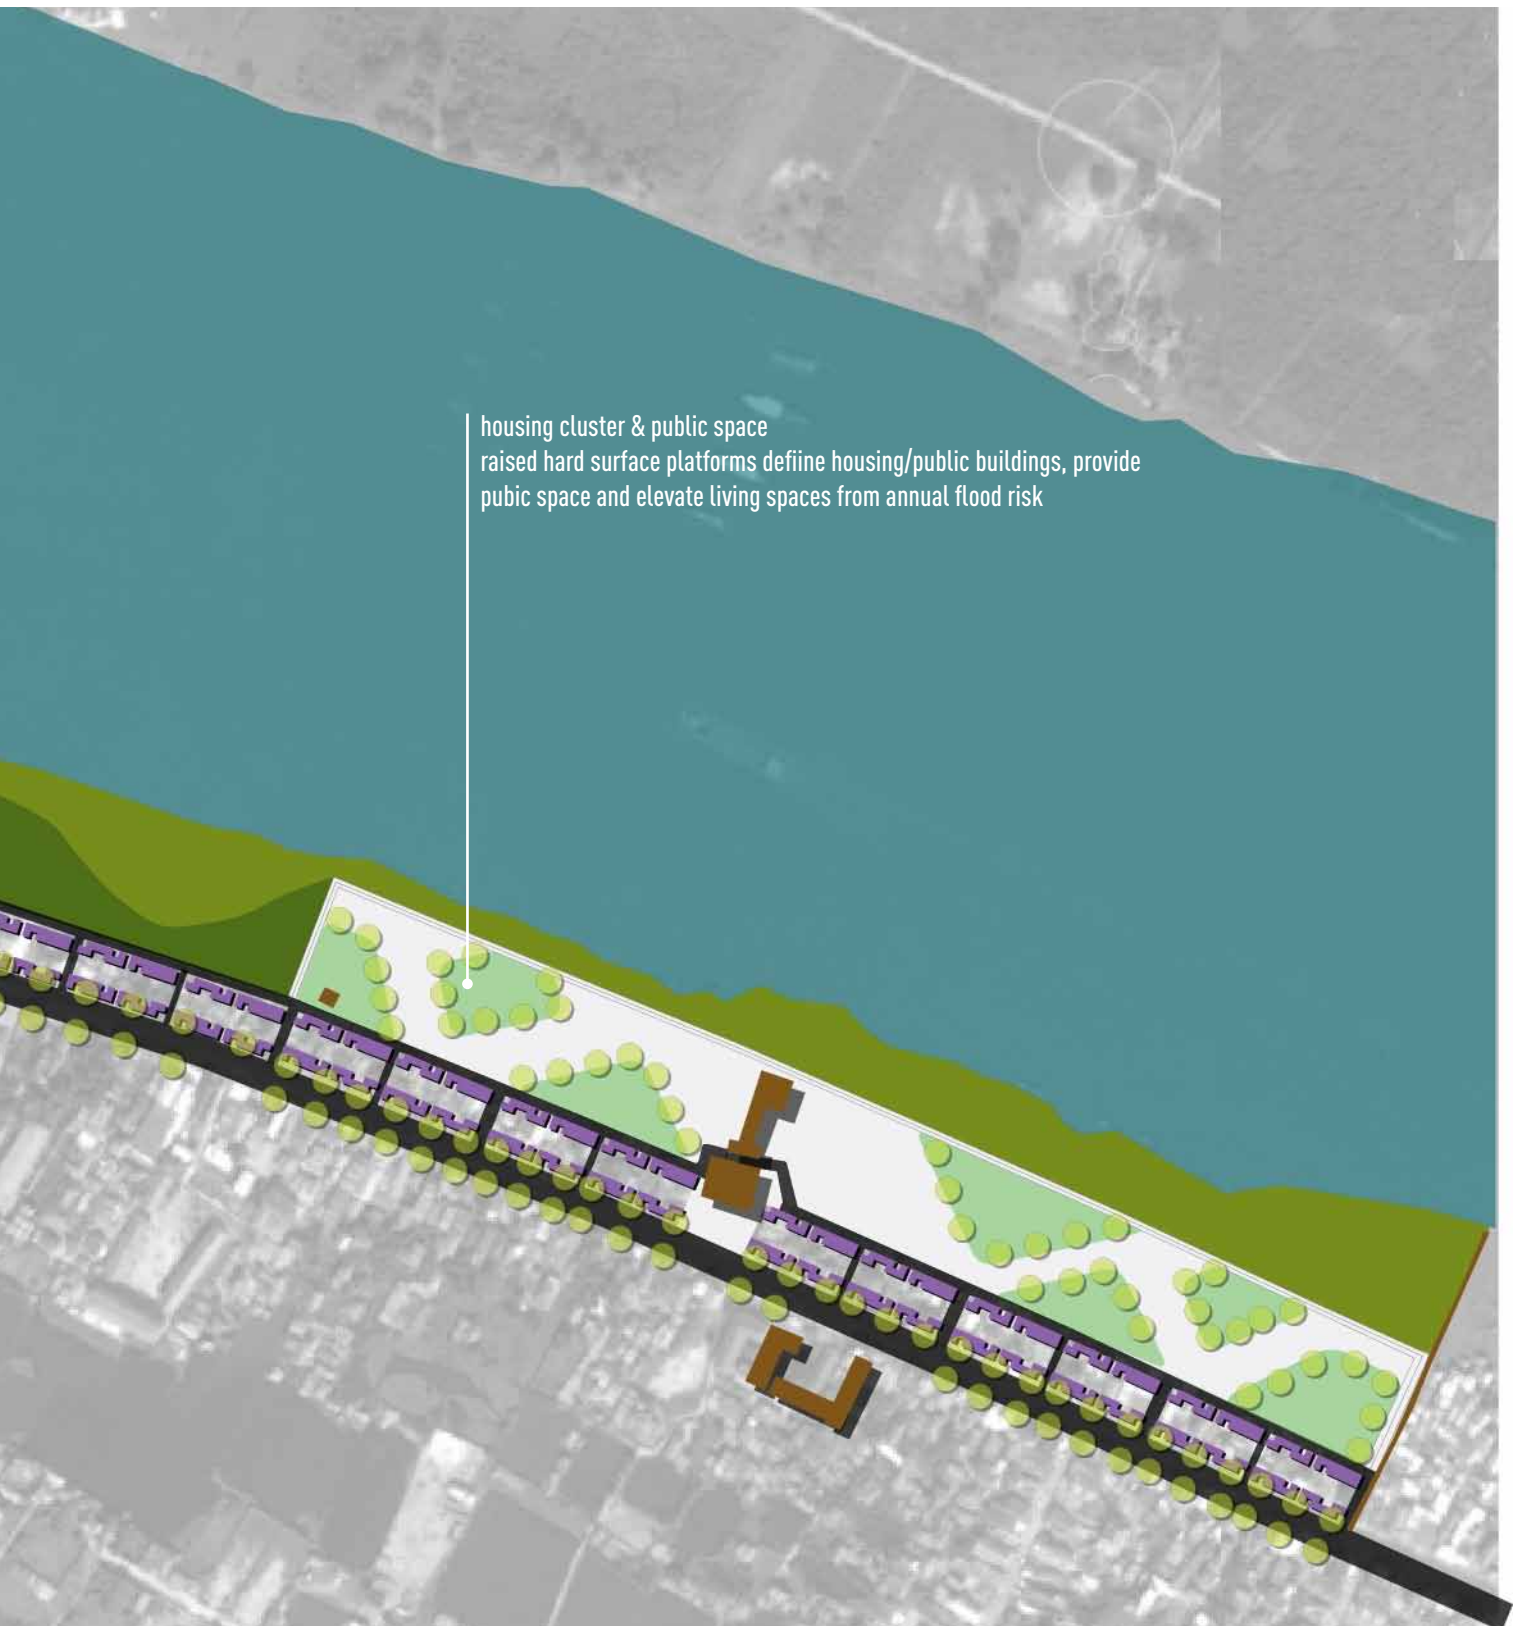 housing cluster & public space
raised hard surface platforms defiine housing/public buildings, provide
pubic space and elevate living spaces from annual flood risk